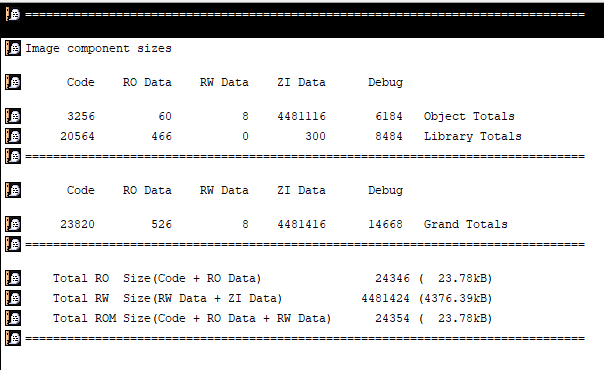 ==============================================================================
Image component sizes
Code RO Data RW Data ZI Data Debug
3256 60 8 4481116 6184 Object Totals
20564 466 0 300 8484 Library Totals
==============================================================================
Code RO Data RW Data ZI Data Debug
23820 526 8 4481416 14668 Grand Totals
==============================================================================
Total RO Size(Code + RO Data) 24346 ( 23.78kB)
Total RW Size(RW Data + ZI Data) 4481424 (4376.39kB)
Total ROM Size(Code + RO Data + RW Data) 24354 ( 23.78kB)
==============================================================================